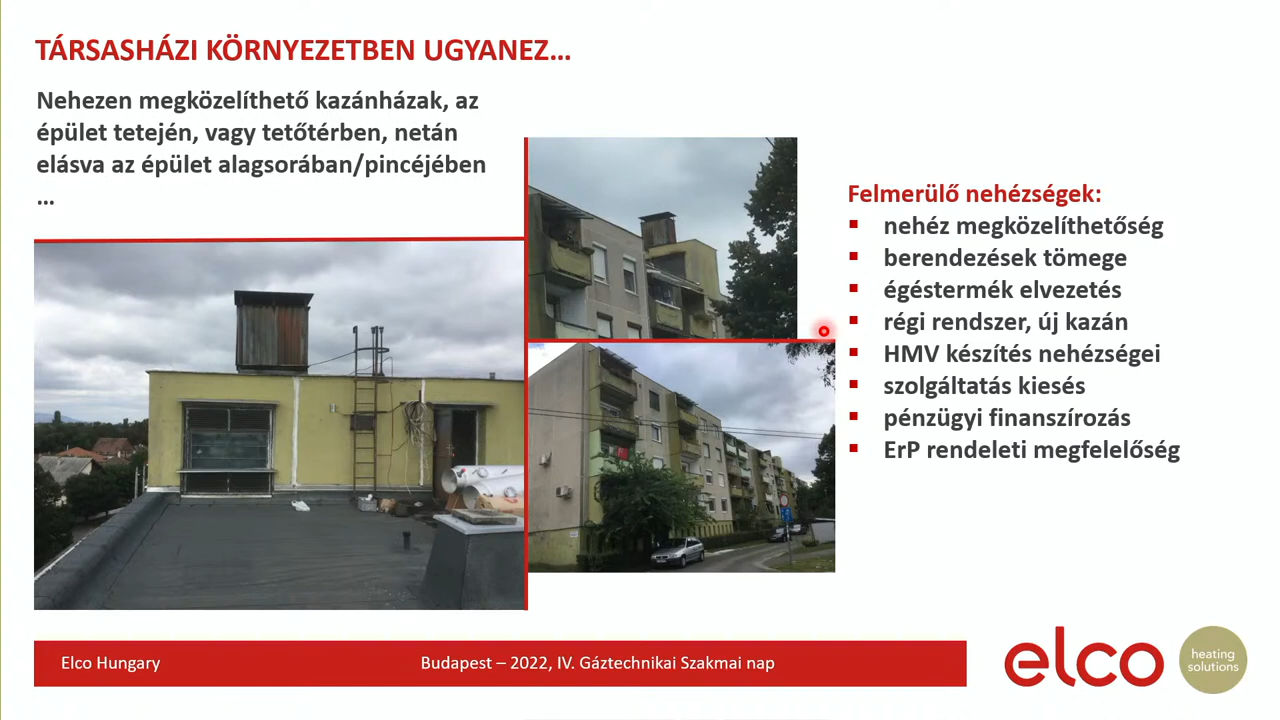 TÁRSASHÁZI KÖRNYEZETBEN UGYANEZ...
Nehezen megközelíthető kazánházak, az
épület tetején, vagy tetőtérben, netán
elásva az épület alagsorában/pincéjében
...
Felmerülő nehézségek:
▪ nehéz megközelíthetőség
▪ berendezések tömege
▪ égéstermék elvezetés
▪ régi rendszer, új kazán
▪ HMV készítés nehézségei
▪ szolgáltatás kiesés
▪ pénzügyi finanszírozás
▪ ErP rendeleti megfelelőség
Elco Hungary
Budapest – 2022, IV. Gáztechnikai Szakmai nap
elco
heating
solutions